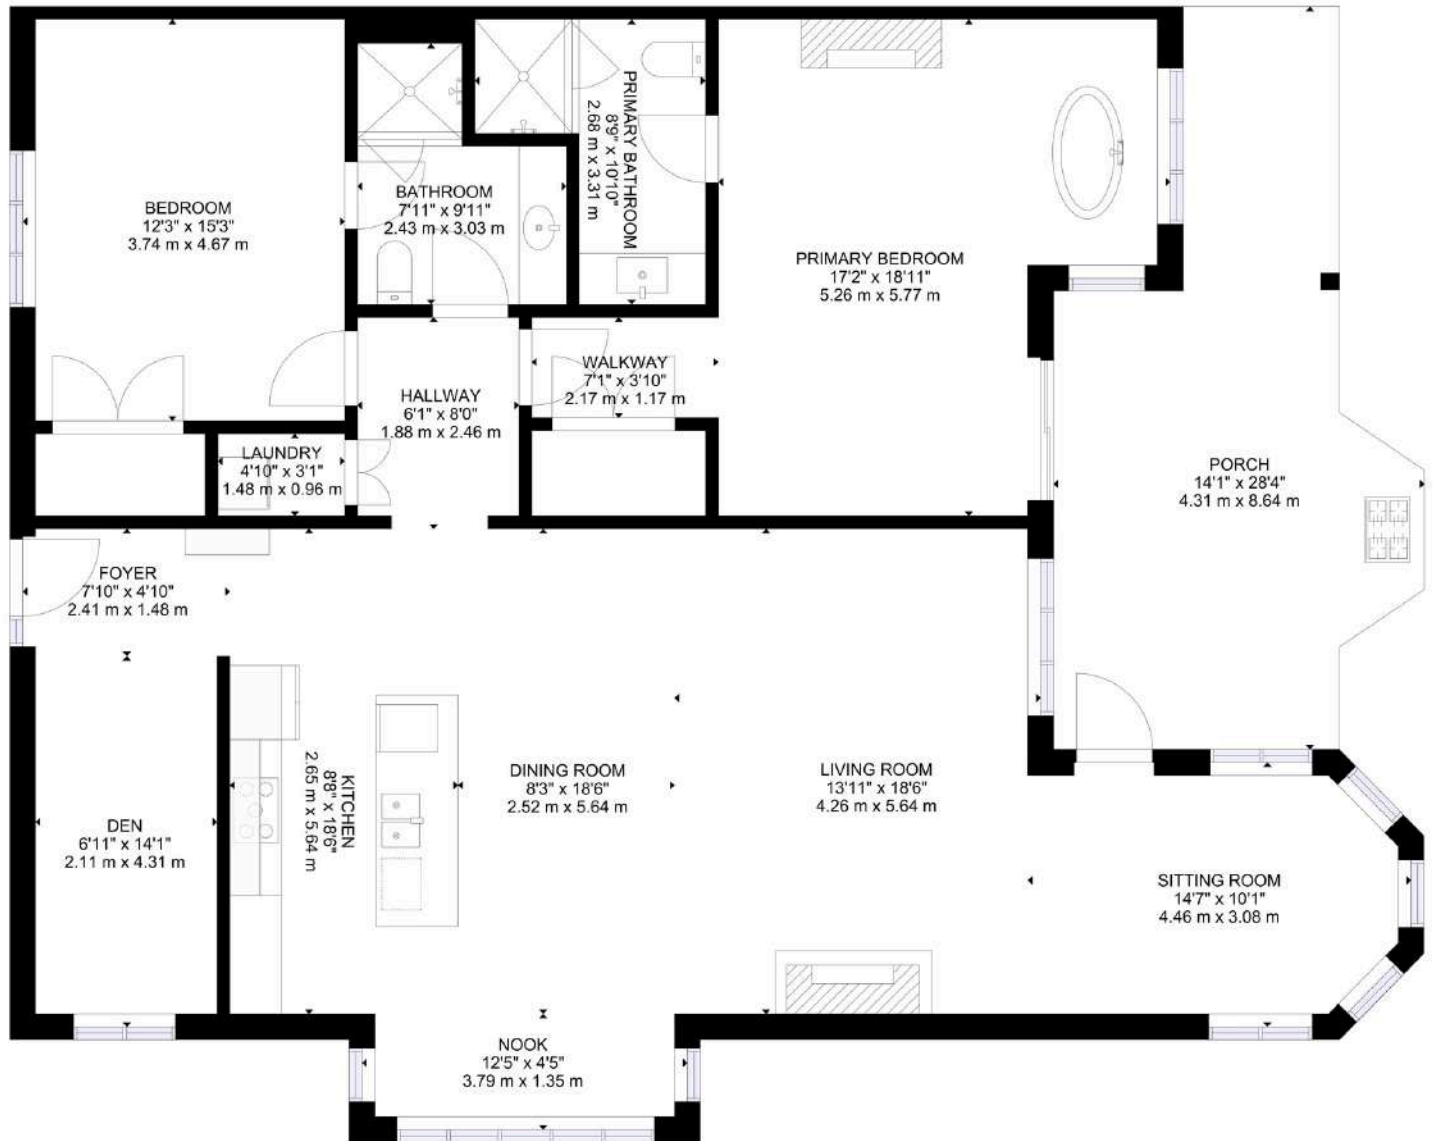 BEDROOM
12'3" x 15'3"
3.74 m x 4.67 m
BATHROOM
7'11" x 9'11"
2.43 m x 3.03 m
PRIMARY BATHROOM
8'9" x 10'10"
2.68 m x 3.31 m
PRIMARY BEDROOM
17'2" x 18'11"
5.26 m x 5.77 m
WALKWAY
7'1" x 3'10"
2.17 m x 1.17 m
HALLWAY
6'1" x 8'0"
1.88 m x 2.46 m
LAUNDRY
4'10" x 3'1"
1.48 m x 0.96 m
PORCH
14'1" x 28'4"
4.31 m x 8.64 m
FOYER
7'10" x 4'10"
2.41 m x 1.48 m
KITCHEN
8'8" x 18'6"
2.65 m x 5.64 m
DINING ROOM
8'3" x 18'6"
2.52 m x 5.64 m
LIVING ROOM
13'11" x 18'6"
4.26 m x 5.64 m
DEN
6'11" x 14'1"
2.11 m x 4.31 m
SITTING ROOM
14'7" x 10'1"
4.46 m x 3.08 m
NOOK
12'5" x 4'5"
3.79 m x 1.35 m